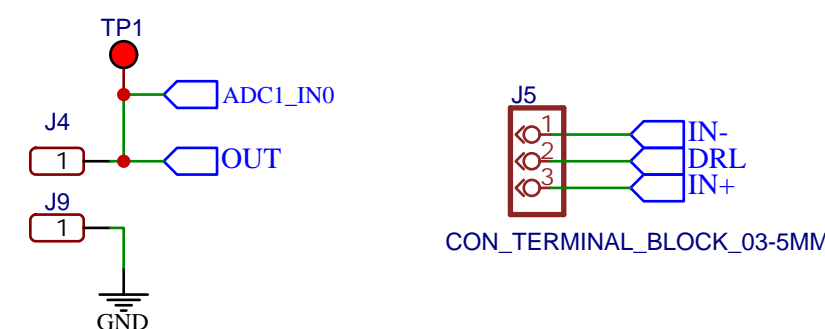 TP1
ADC1_IN0
J4
1
OUT
J9
1
GND
J5
1
IN-
2
DRL
3
IN+
CON_TERMINAL_BLOCK_03-5MM